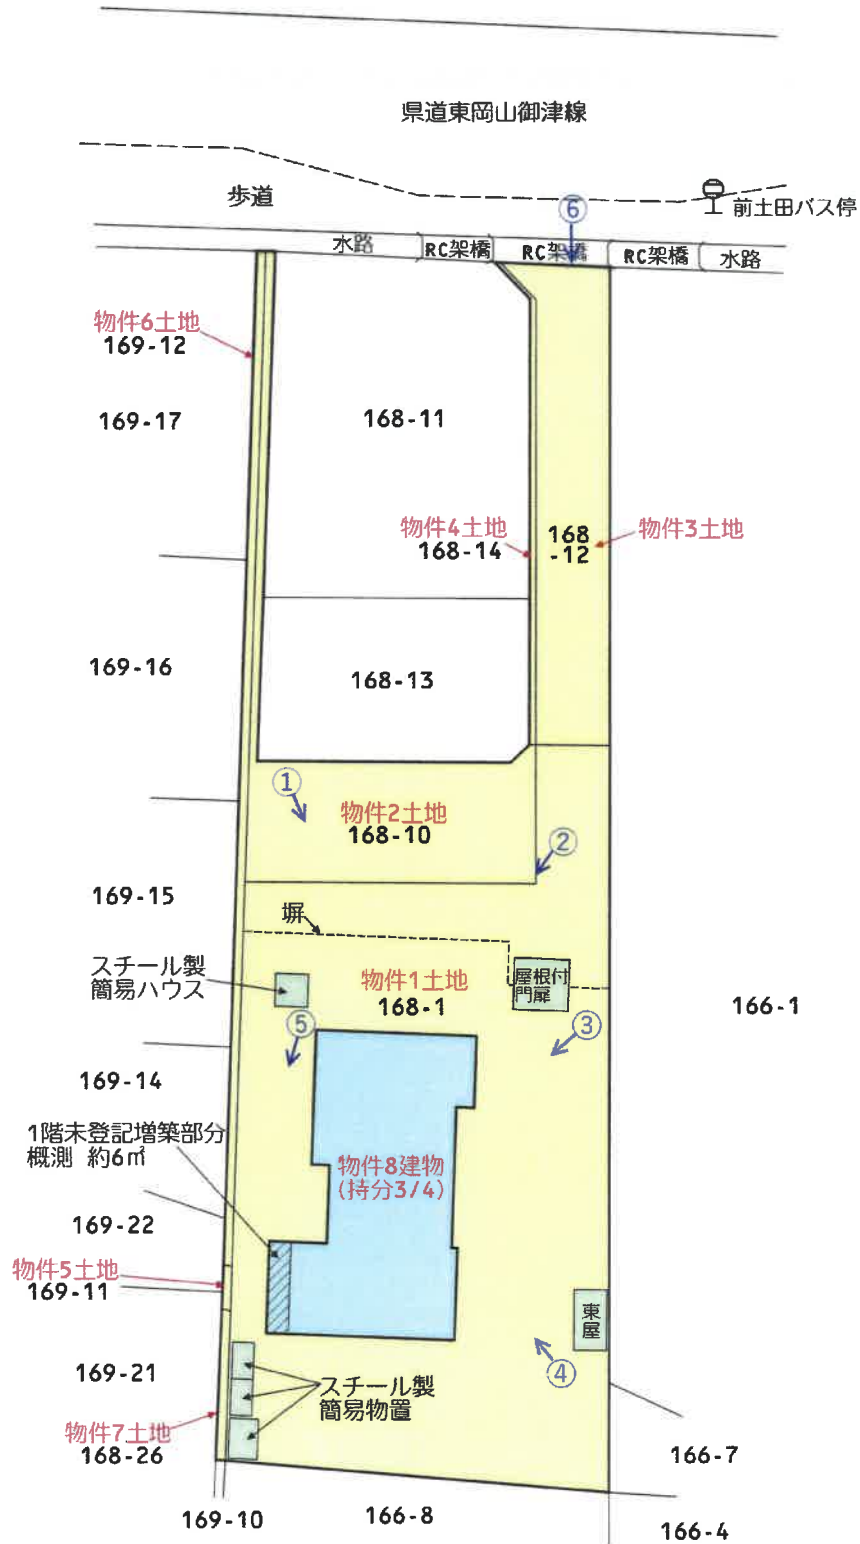 県道東岡山御津線
歩道
⑥
前土田バス停
水路
RC架橋
RC架橋
RC架橋
水路
物件6土地
169-12
169-17
168-11
物件4土地
168-14
168
-12
物件3土地
169-16
168-13
①
物件2土地
168-10
②
169-15
塀
スチール製
簡易ハウス
物件1土地
168-1
屋根付
門扉
166-1
⑤
③
169-14
1階未登記増築部分
概測 約6㎡
物件8建物
(持分3/4)
169-22
物件5土地
169-11
東
屋
169-21
スチール製
簡易物置
④
物件7土地
168-26
166-7
169-10
166-8
166-4